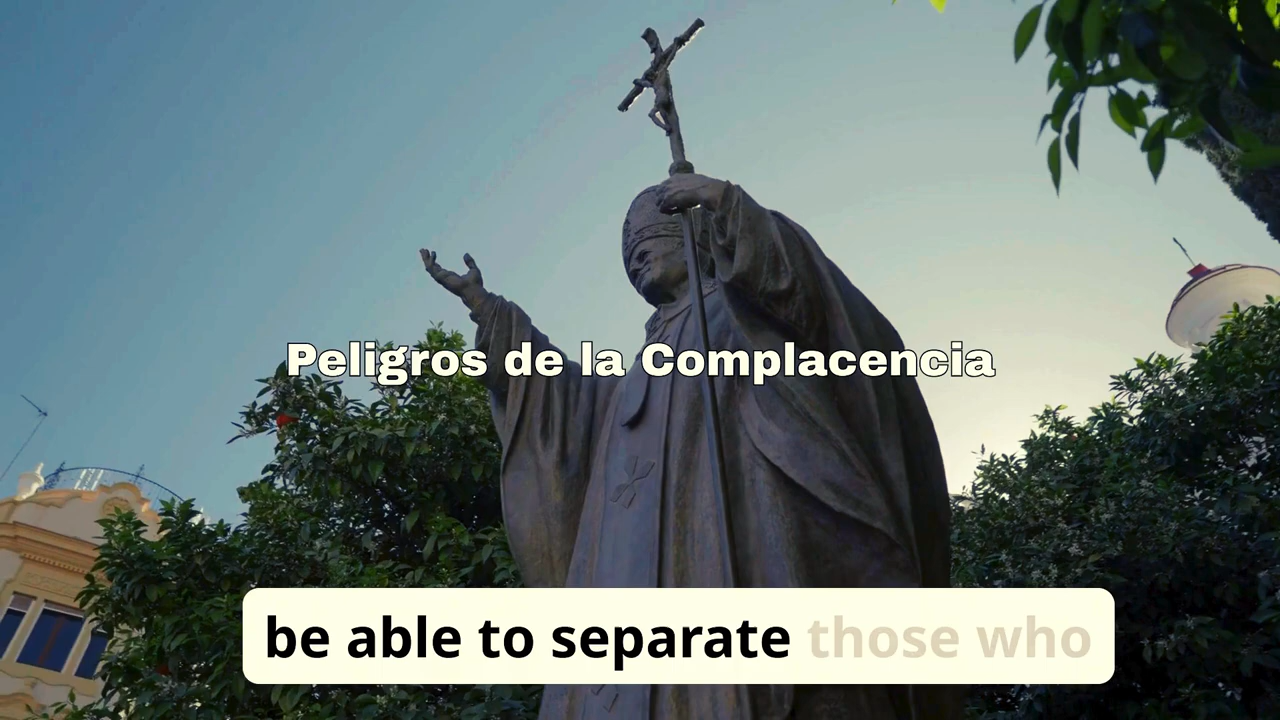 Peligros de la Complacencia
be able to separate those who